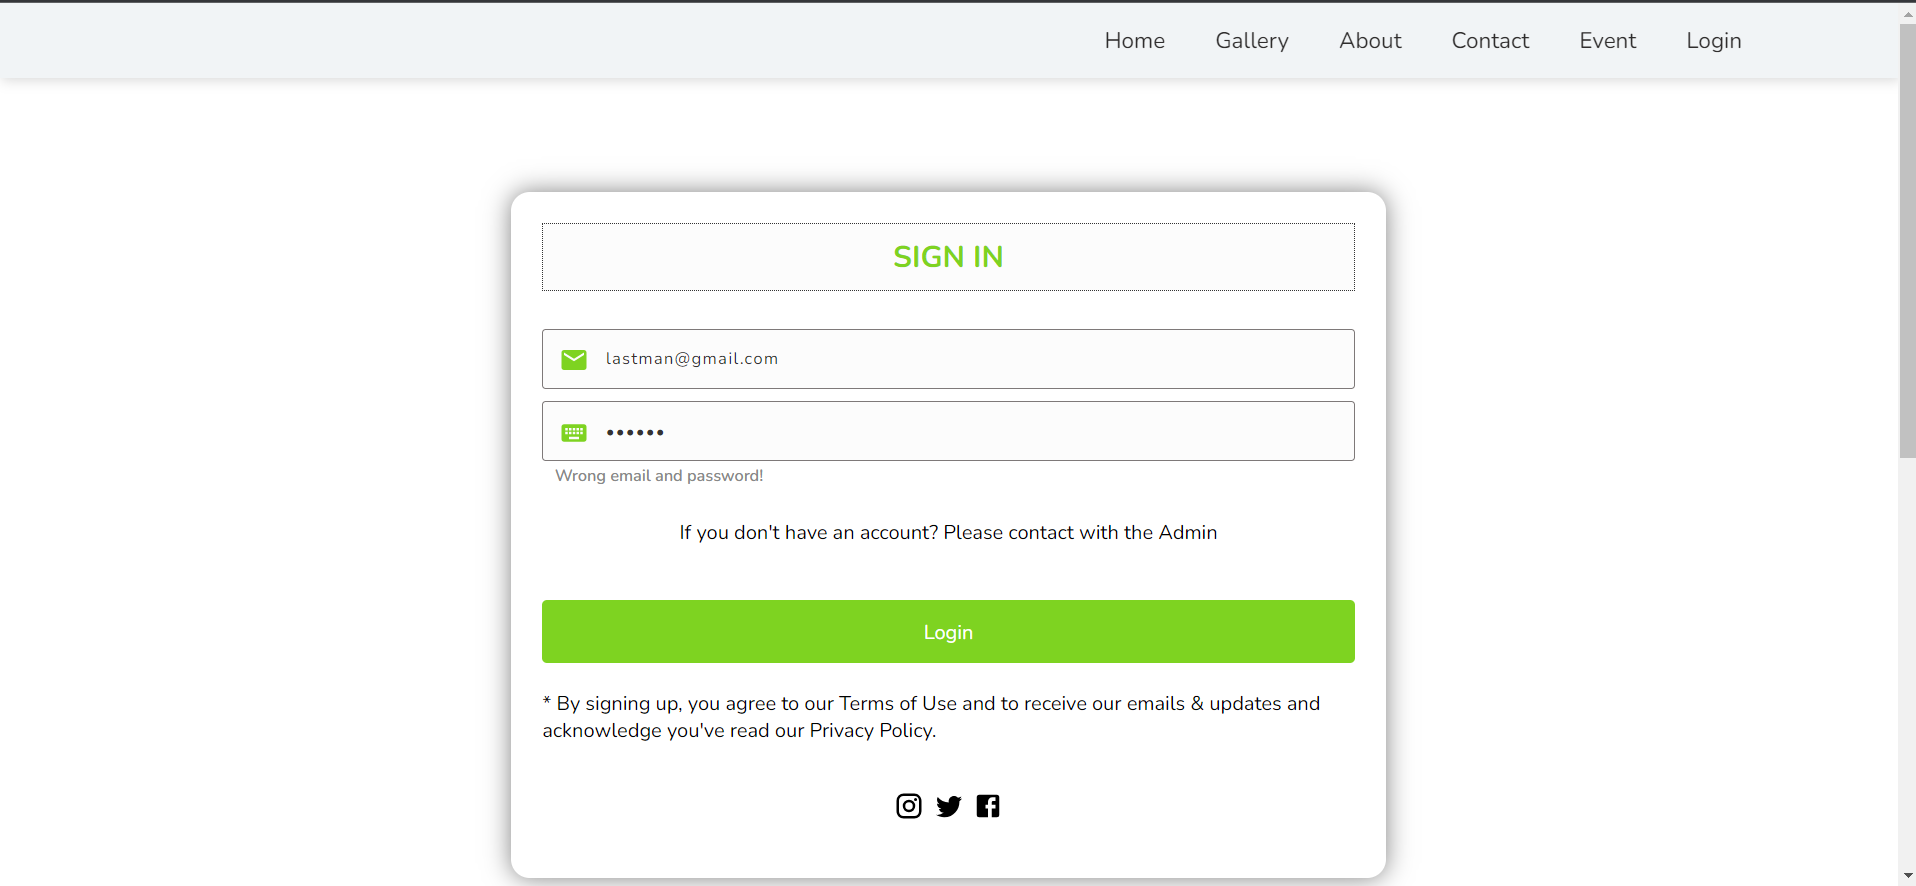 Home Gallery About Contact Event Login
SIGN IN
lastman@gmail.com
••••••
Wrong email and password!
If you don't have an account? Please contact with the Admin
Login
* By signing up, you agree to our Terms of Use and to receive our emails & updates and
acknowledge you've read our Privacy Policy.